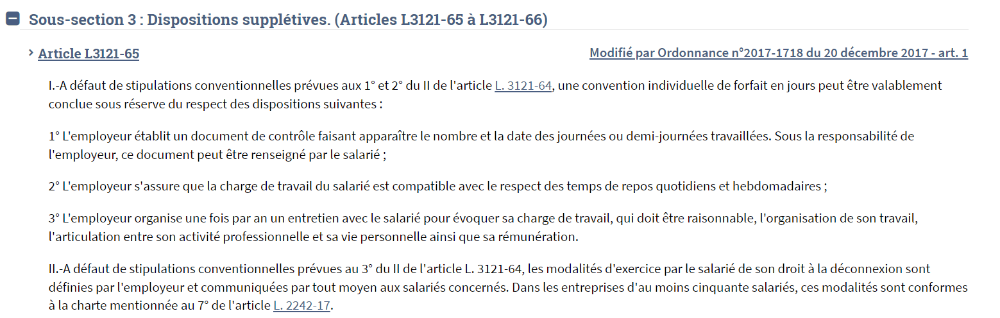 Sous-section 3 : Dispositions supplétives. (Articles L3121-65 à L3121-66)
Article L3121-65
Modifié par Ordonnance n°2017-1718 du 20 décembre 2017 - art. 1
I.-A défaut de stipulations conventionnelles prévues aux 1° et 2° du II de l'article L. 3121-64, une convention individuelle de forfait en jours peut être valablement
conclue sous réserve du respect des dispositions suivantes :
1° L'employeur établit un document de contrôle faisant apparaître le nombre et la date des journées ou demi-journées travaillées. Sous la responsabilité de
l'employeur, ce document peut être renseigné par le salarié ;
2° L'employeur s'assure que la charge de travail du salarié est compatible avec le respect des temps de repos quotidiens et hebdomadaires ;
3° L'employeur organise une fois par an un entretien avec le salarié pour évoquer sa charge de travail, qui doit être raisonnable, l'organisation de son travail,
l'articulation entre son activité professionnelle et sa vie personnelle ainsi que sa rémunération.
II.-A défaut de stipulations conventionnelles prévues au 3° du II de l'article L. 3121-64, les modalités d'exercice par le salarié de son droit à la déconnexion sont
définies par l'employeur et communiquées par tout moyen aux salariés concernés. Dans les entreprises d'au moins cinquante salariés, ces modalités sont conformes
à la charte mentionnée au 7° de l'article L. 2242-17.